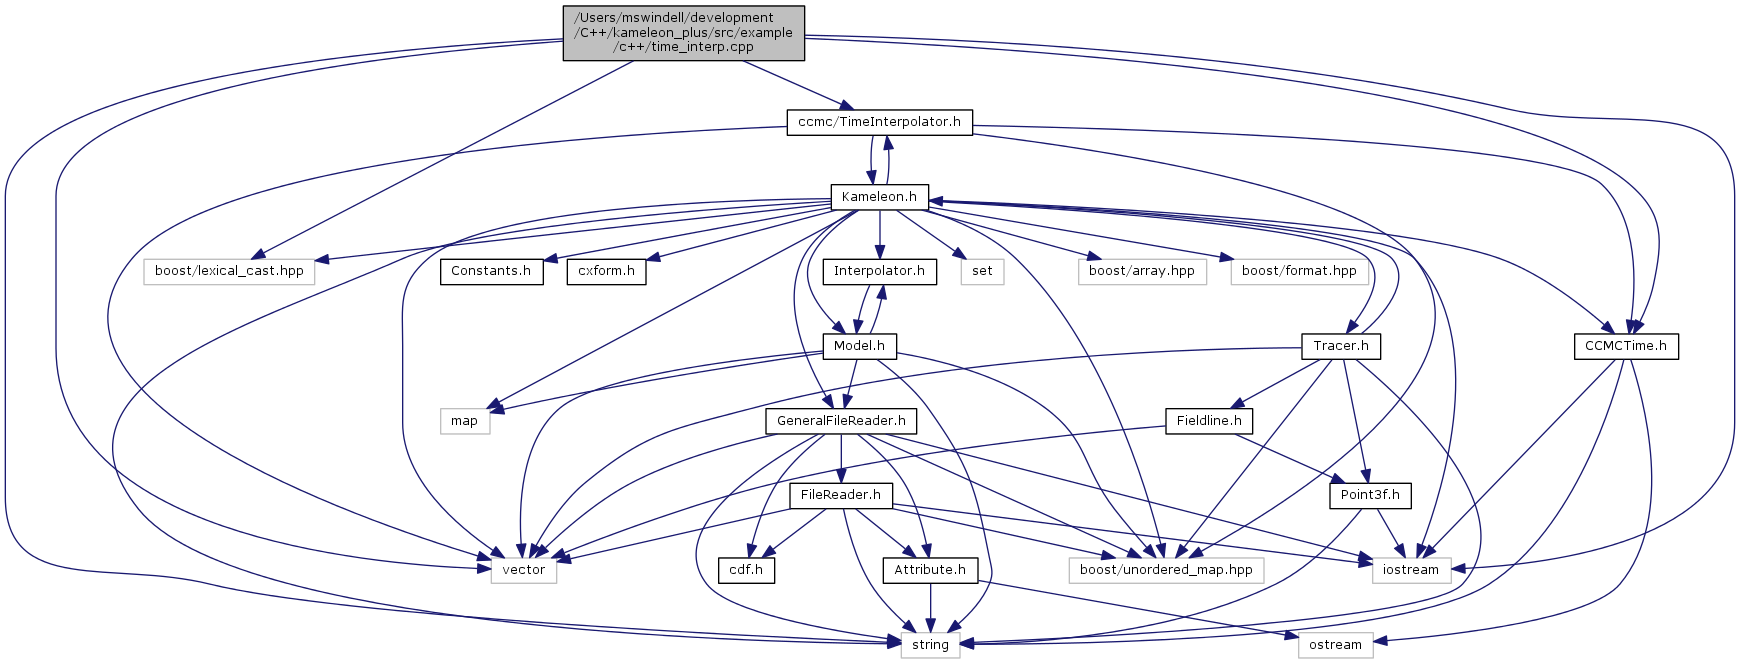 /Users/mswindell/development
/C++/kameleon_plus/src/example
/c++/time_interp.cpp
ccmc/TimeInterpolator.h
Kameleon.h
boost/lexical_cast.hpp
Constants.h
cxform.h
Interpolator.h
set
boost/array.hpp
boost/format.hpp
Model.h
Tracer.h
CCMCTime.h
map
GeneralFileReader.h
Fieldline.h
FileReader.h
Point3f.h
vector
cdf.h
Attribute.h
boost/unordered_map.hpp
iostream
string
ostream